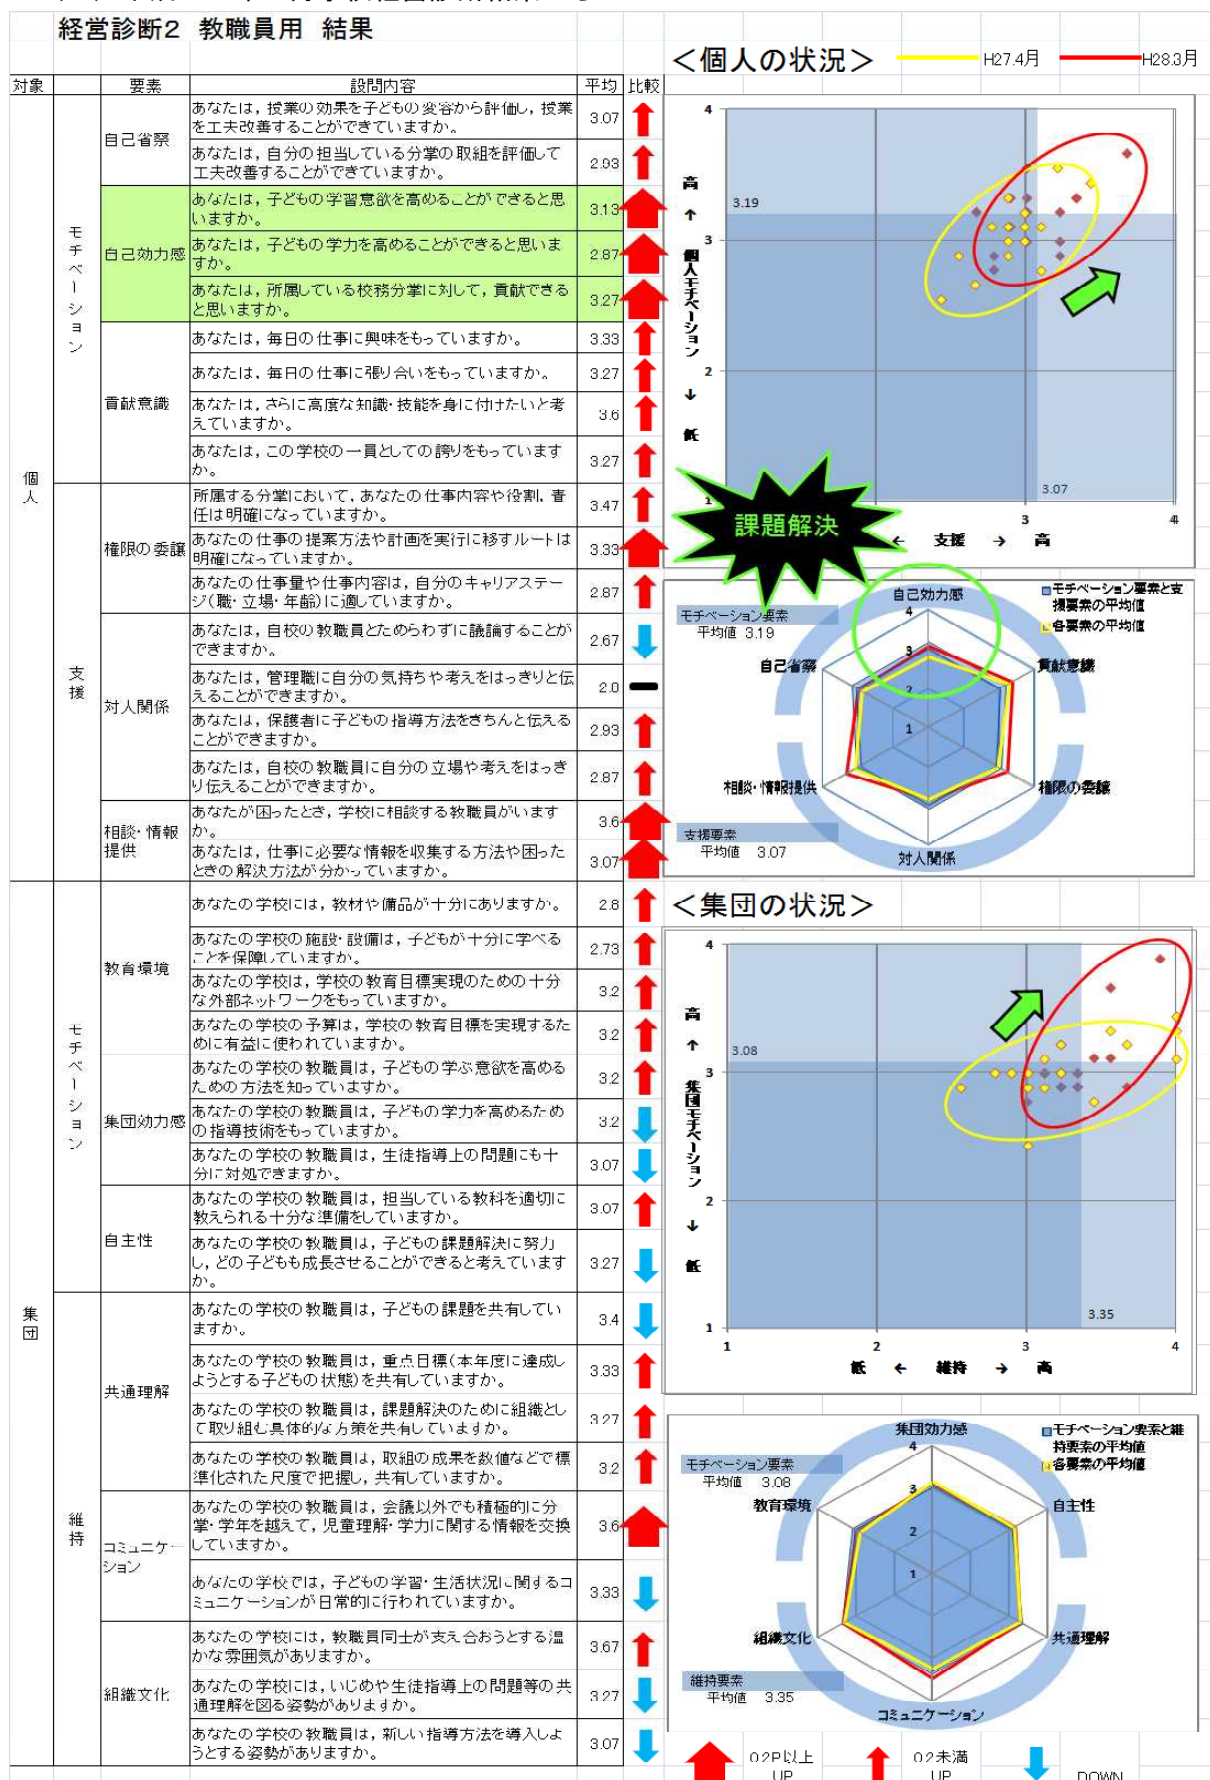 経営診断2 教職員用 結果
対象
要素
設問内容
平均
比較
個人
モチベーション
自己省察
あなたは，授業の効果を子どもの変容から評価し，授業
を工夫改善することができていますか。
3.07
あなたは，自分の担当している分掌の取組を評価して
工夫改善することができていますか。
2.93
自己効力感
あなたは，子どもの学習意欲を高めることができると思
いますか。
3.13
あなたは，子どもの学力を高めることができると思いま
すか。
2.87
あなたは，所属している校務分掌に対して，貢献できる
と思いますか。
3.27
貢献意識
あなたは，毎日の仕事に興味をもっていますか。
3.33
あなたは，毎日の仕事に張り合いをもっていますか。
3.27
あなたは，さらに高度な知識・技能を身に付けたいと考
えていますか。
3.6
あなたは，この学校の一員としての誇りをもっています
か。
3.27
支援
権限の委譲
所属する分掌において，あなたの仕事内容や役割，責
任は明確になっていますか。
3.47
あなたの仕事の提案方法や計画を実行に移すルートは
明確になっていますか。
3.33
あなたの仕事量や仕事内容は，自分のキャリアステー
ジ（職・立場・年齢）に適していますか。
2.87
対人関係
あなたは，自校の教職員とためらわずに議論することが
できますか。
2.67
あなたは，管理職に自分の気持ちや考えをはっきりと伝
えることができますか。
2.0
あなたは，保護者に子どもの指導方法をきちんと伝える
ことができますか。
2.93
あなたは，自校の教職員に自分の立場や考えをはっき
り伝えることができますか。
2.87
相談・情報
提供
あなたが困ったとき，学校に相談する教職員がいます
か。
3.6
あなたは，仕事に必要な情報を収集する方法や困った
ときの解決方法が分かっていますか。
3.07
集団
モチベーション
教育環境
あなたの学校には，教材や備品が十分にありますか。
2.8
あなたの学校の施設・設備は，子どもが十分に学べる
ことを保障していますか。
2.73
あなたの学校は，学校の教育目標実現のための十分
な外部ネットワークをもっていますか。
3.2
あなたの学校の予算は，学校の教育目標を実現するた
めに有益に使われていますか。
3.2
集団効力感
あなたの学校の教職員は，子どもの学ぶ意欲を高める
ための方法を知っていますか。
3.2
あなたの学校の教職員は，子どもの学力を高めるため
の指導技術をもっていますか。
3.2
あなたの学校の教職員は，生徒指導上の問題にも十
分に対処できますか。
3.07
自主性
あなたの学校の教職員は，担当している教科を適切に
教えられる十分な準備をしていますか。
3.07
あなたの学校の教職員は，子どもの課題解決に努力
し，どの子どもも成長させることができると考えています
か。
3.27
維持
共通理解
あなたの学校の教職員は，子どもの課題を共有してい
ますか。
3.4
あなたの学校の教職員は，重点目標（本年度に達成し
ようとする子どもの状態）を共有していますか。
3.33
あなたの学校の教職員は，課題解決のために組織とし
て取り組む具体的な方策を共有していますか。
3.27
あなたの学校の教職員は，取組の成果を数値などで標
準化された尺度で把握し，共有していますか。
3.2
コミュニケー
ション
あなたの学校の教職員は，会議以外でも積極的に分
掌・学年を越えて，児童理解・学力に関する情報を交換
していますか。
3.6
あなたの学校では，子どもの学習・生活状況に関するコ
ミュニケーションが日常的に行われていますか。
3.33
組織文化
あなたの学校には，教職員同士が支え合おうとする温
かな雰囲気がありますか。
3.67
あなたの学校には，いじめや生徒指導上の問題等の共
通理解を図る姿勢がありますか。
3.27
あなたの学校の教職員は，新しい指導方法を導入しよ
うとする姿勢がありますか。
3.07
＜個人の状況＞
H27.4月
H28.3月
4
3
2
1
高 ↑ 個人モチベーション ↓ 低
3.19
3.07
3
4
← 支援 → 高
課題解決
自己効力感
モチベーション要素
平均値 3.19
モチベーション要素と支
援要素の平均値
各要素の平均値
自己省察
貢献意識
4
3
2
1
相談・情報提供
権限の委譲
支援要素
平均値 3.07
対人関係
＜集団の状況＞
4
3
2
1
高 ↑ 集団モチベーション ↓ 低
3.08
3.35
1
2
3
4
低 ← 維持 → 高
集団効力感
モチベーション要素
平均値 3.08
モチベーション要素と維
持要素の平均値
各要素の平均値
教育環境
自主性
4
3
2
1
組織文化
共通理解
維持要素
平均値 3.35
コミュニケーション
0.2P以上
UP
0.2未満
UP
DOWN